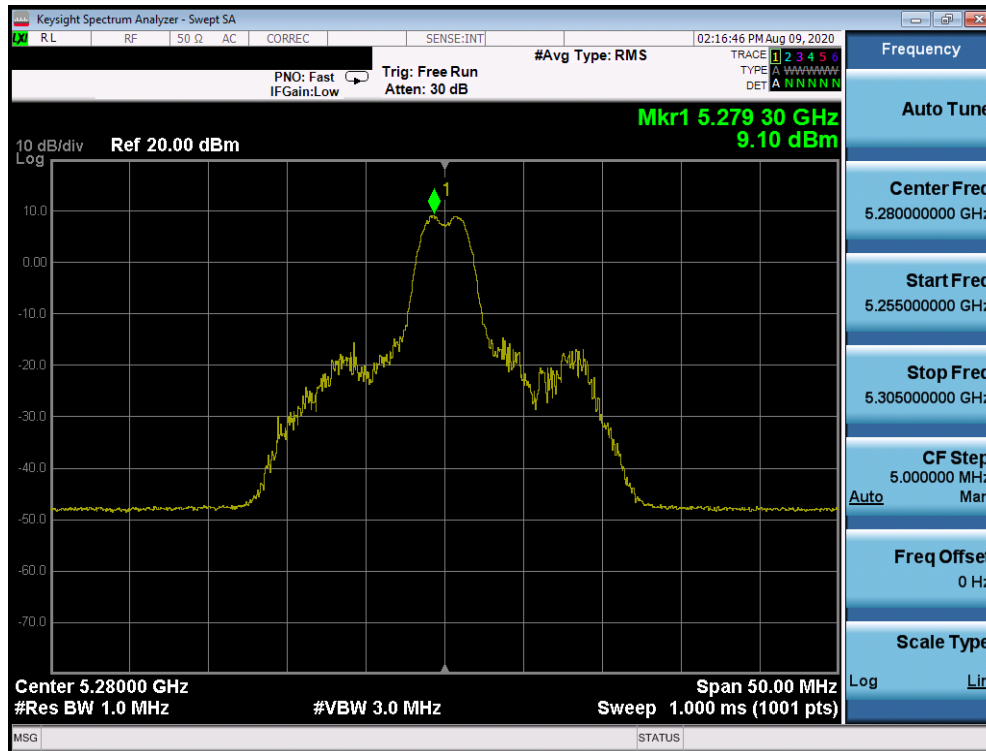 Keysight Spectrum Analyzer - Swept SA
LXI RL RF 50 Ω AC CORREC SENSE:INT 02:16:46 PM Aug 09, 2020
#Avg Type: RMS
TRACE 1 2 3 4 5 6
PNO: Fast Trig: Free Run
TYPE A WWWWW
IFGain:Low Atten: 30 dB
DET A N N N N N
Mkr1 5.279 30 GHz
9.10 dBm
10 dB/div Ref 20.00 dBm
Log
1
10.0
0.00
-10.0
-20.0
-30.0
-40.0
-50.0
-60.0
-70.0
Center 5.28000 GHz Span 50.00 MHz
#Res BW 1.0 MHz #VBW 3.0 MHz Sweep 1.000 ms (1001 pts)
MSG STATUS
Frequency
Auto Tune
Center Freq
5.280000000 GHz
Start Freq
5.255000000 GHz
Stop Freq
5.305000000 GHz
CF Step
5.000000 MHz
Auto Man
Freq Offset
0 Hz
Scale Type
Log Lin